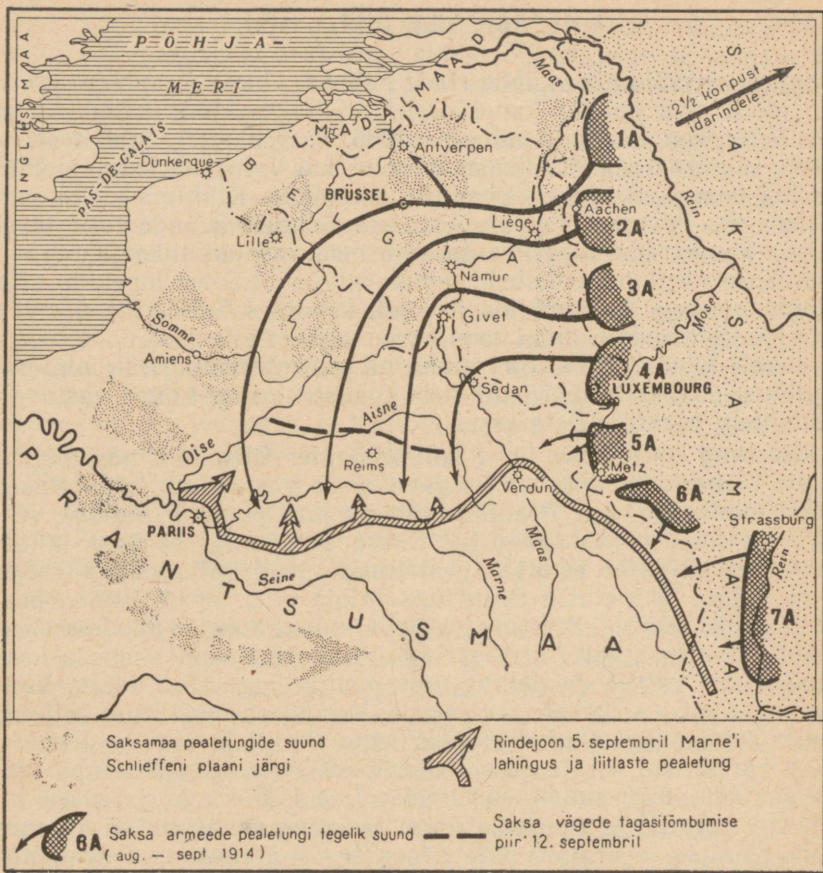 PÕHJA-
MERI
INGLISMAA
PAS-DE-CALAIS
MADALMAAD
Maas
SAKSAMAA
2½ korpust
idarindele
1A
Dunkerque
Antverpen
BELGIA
BRÜSSEL
Lille
Liège
Aachen
2A
Rein
Namur
3A
Givet
Mosel
Somme
Amiens
Sedan
4A
LUXEMBOURG
Aisne
Oise
5A
Reims
Metz
Verdun
6A
PARIIS
Strassburg
Rein
Marne
Maas
Seine
7A
PRANTSUSMAA
Saksamaa pealetungide suund
Schlieffeni plaani järgi
Rindejoon 5. septembril Marne'i
lahingus ja liitlaste pealetung
6A
Saksa armeede pealetungi tegelik suund
(aug. — sept 1914)
Saksa vägede tagasitõmbumise
piir 12. septembril